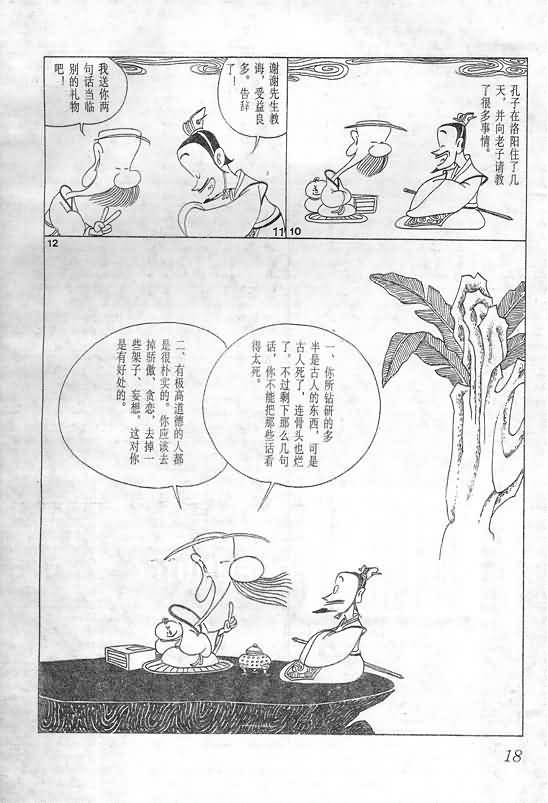 孔子在洛阳住了几
天，并向老子请教
了很多事情。
10
谢谢先生教
诲，受益良
多。告辞
了！
11
我送你两
句话当临
别的礼物
吧！
12
一、你所钻研的多
半是古人的东西，可是
古人死了，连骨头也烂
了，不过剩下那么几句
话，你不能把那些话看
得太死。
二、有极高道德的人都
是很朴实的。你应该去
掉骄傲、贪恋，去掉一
些架子、妄想，这对你
是有好处的。
18